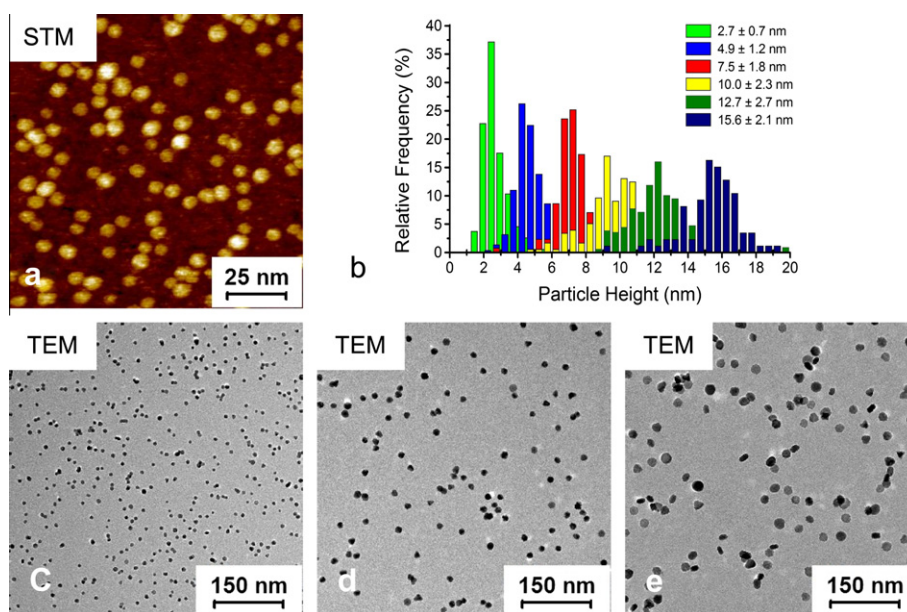 STM
a
25 nm
Relative Frequency (%)
40
35
30
25
20
15
10
5
0
0 2 4 6 8 10 12 14 16 18 20
Particle Height (nm)
2.7 ± 0.7 nm
4.9 ± 1.2 nm
7.5 ± 1.8 nm
10.0 ± 2.3 nm
12.7 ± 2.7 nm
15.6 ± 2.1 nm
b
TEM
C
150 nm
TEM
d
150 nm
TEM
e
150 nm